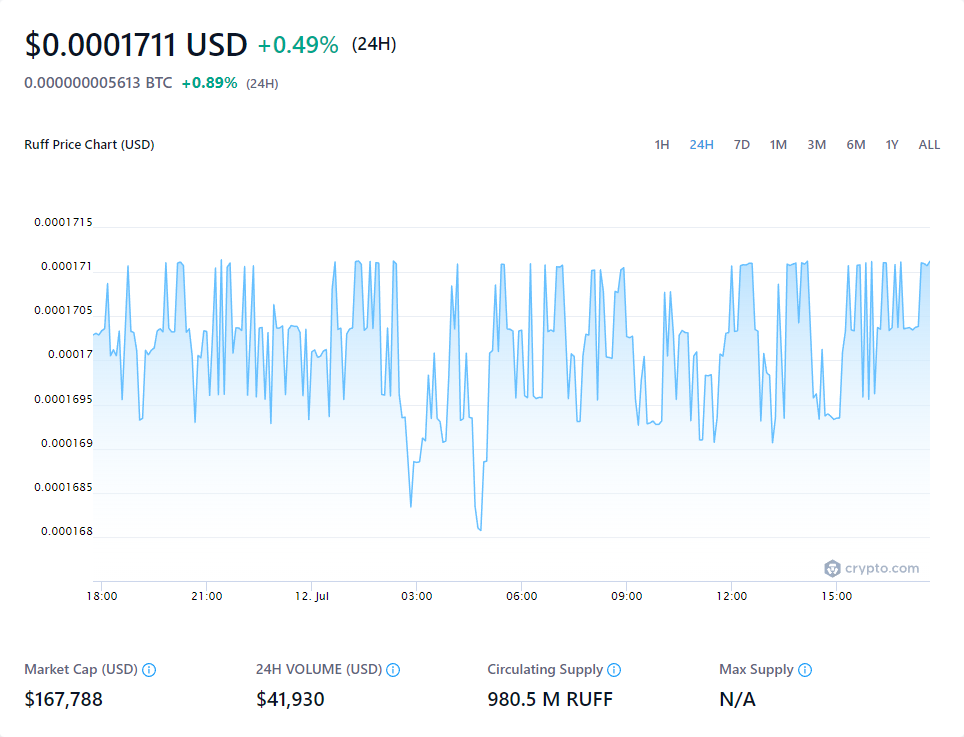 $0.0001711 USD +0.49% (24H)
0.000000005613 BTC +0.89% (24H)
Ruff Price Chart (USD)
1H 24H 7D 1M 3M 6M 1Y ALL
0.0001715
0.000171
0.0001705
0.00017
0.0001695
0.000169
0.0001685
0.000168
crypto.com
18:00 21:00 12. Jul 03:00 06:00 09:00 12:00 15:00
Market Cap (USD) 24H VOLUME (USD) Circulating Supply Max Supply
$167,788 $41,930 980.5 M RUFF N/A